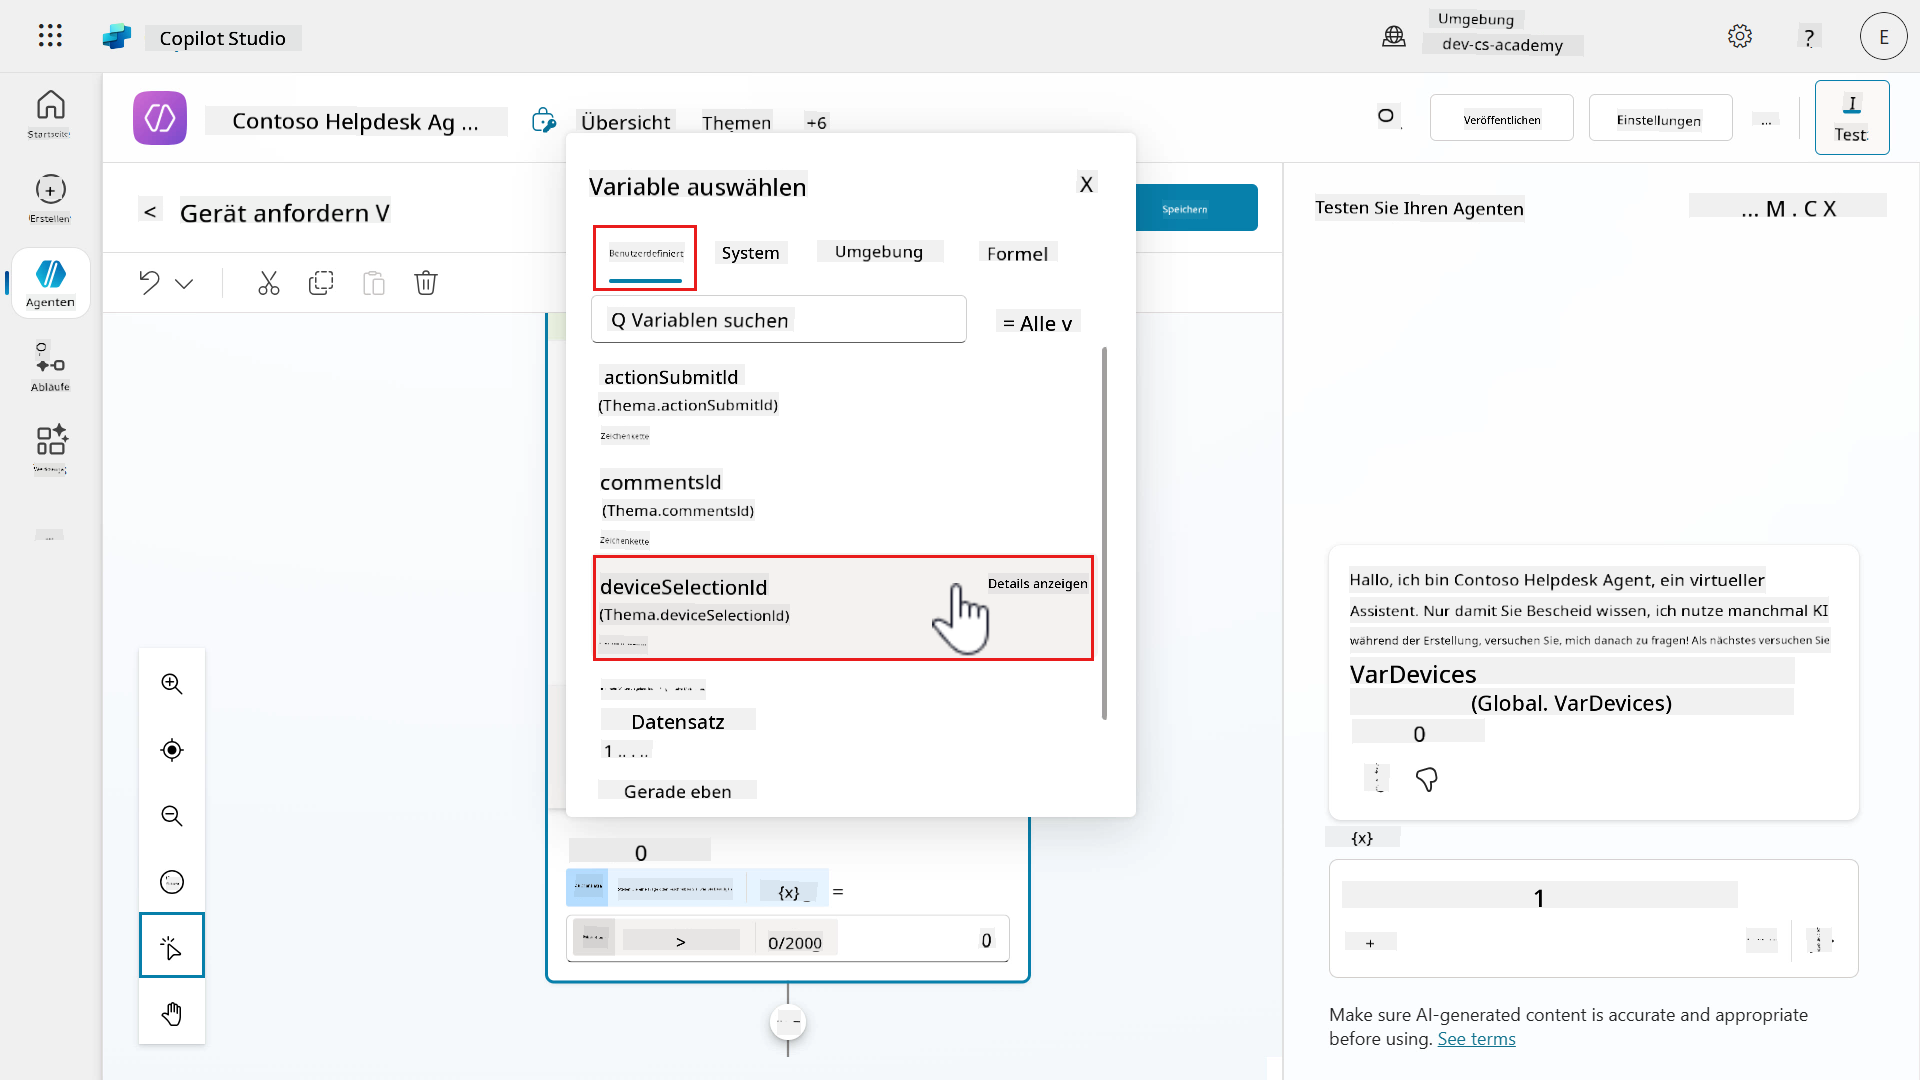 Copilot Studio
Umgebung
dev-cs-academy
?
E
Startseite
Erstellen
Agenten
Abläufe
Contoso Helpdesk Ag ...
Übersicht
Themen
+6
O
Veröffentlichen
Einstellungen
...
I
Test
< Gerät anfordern V
Speichern
Variable auswählen
X
Benutzerdefiniert
System
Umgebung
Formel
Q Variablen suchen
= Alle v
actionSubmitId
(Thema.actionSubmitId)
Zeichenkette
commentsId
(Thema.commentsId)
Zeichenkette
deviceSelectionId
Details anzeigen
(Thema.deviceSelectionId)
Datensatz
Gerade eben
0
{x}
=
>
0/2000
0
Testen Sie Ihren Agenten
... M . C X
Hallo, ich bin Contoso Helpdesk Agent, ein virtueller
Assistent. Nur damit Sie Bescheid wissen, ich nutze manchmal KI
während der Erstellung, versuchen Sie, mich danach zu fragen! Als nächstes versuchen Sie
VarDevices
(Global. VarDevices)
0
{x}
1
+
Make sure AI-generated content is accurate and appropriate
before using. See terms